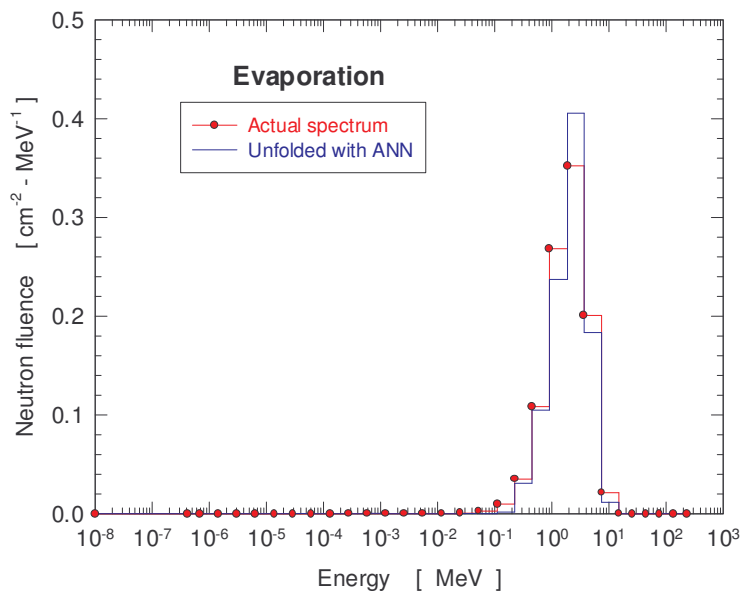 Evaporation
Actual spectrum
Unfolded with ANN
Neutron fluence [ cm⁻² - MeV⁻¹ ]
0.5
0.4
0.3
0.2
0.1
0.0
10⁻⁸ 10⁻⁷ 10⁻⁶ 10⁻⁵ 10⁻⁴ 10⁻³ 10⁻² 10⁻¹ 10⁰ 10¹ 10² 10³
Energy [ MeV ]